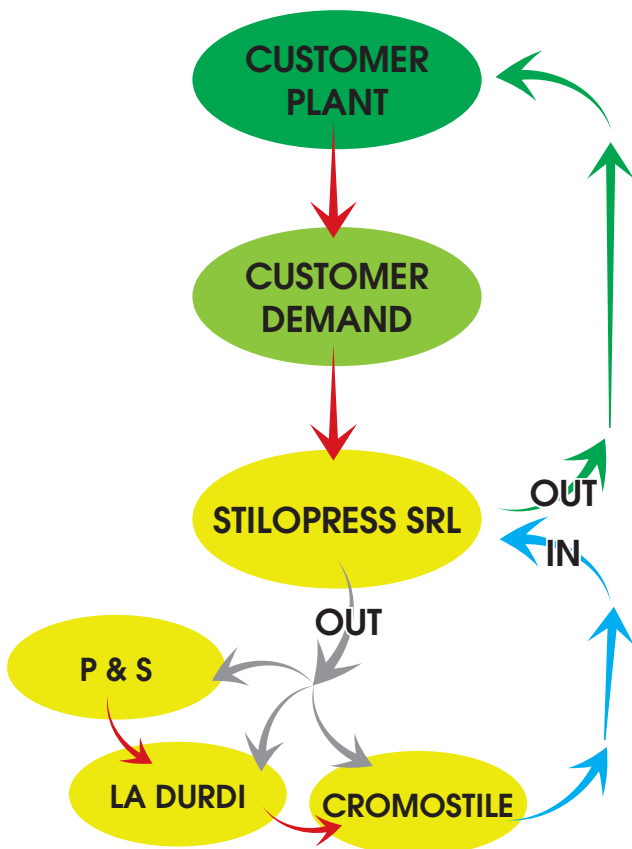 CUSTOMER
PLANT
CUSTOMER
DEMAND
STILOPRESS SRL
OUT
IN
OUT
P & S
LA DURDI
CROMOSTILE